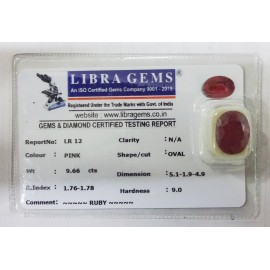 LIBRA GEMS
An ISO Certified Gems Company 9001 - 2015
Registered Under the Trade Marks with Govt. of India
www.libragems.co.in
GEMS & DIAMOND CERTIFIED TESTING REPORT
ReportNo: LR 12 Clarity N/A
Colour PINK Shape/cut OVAL
Wt 9.66 cts Dimension 5.1-1.9-4.9
R.Index 1.76-1.78 Hardness 9.0
Comment ~~~~~ RUBY ~~~~~